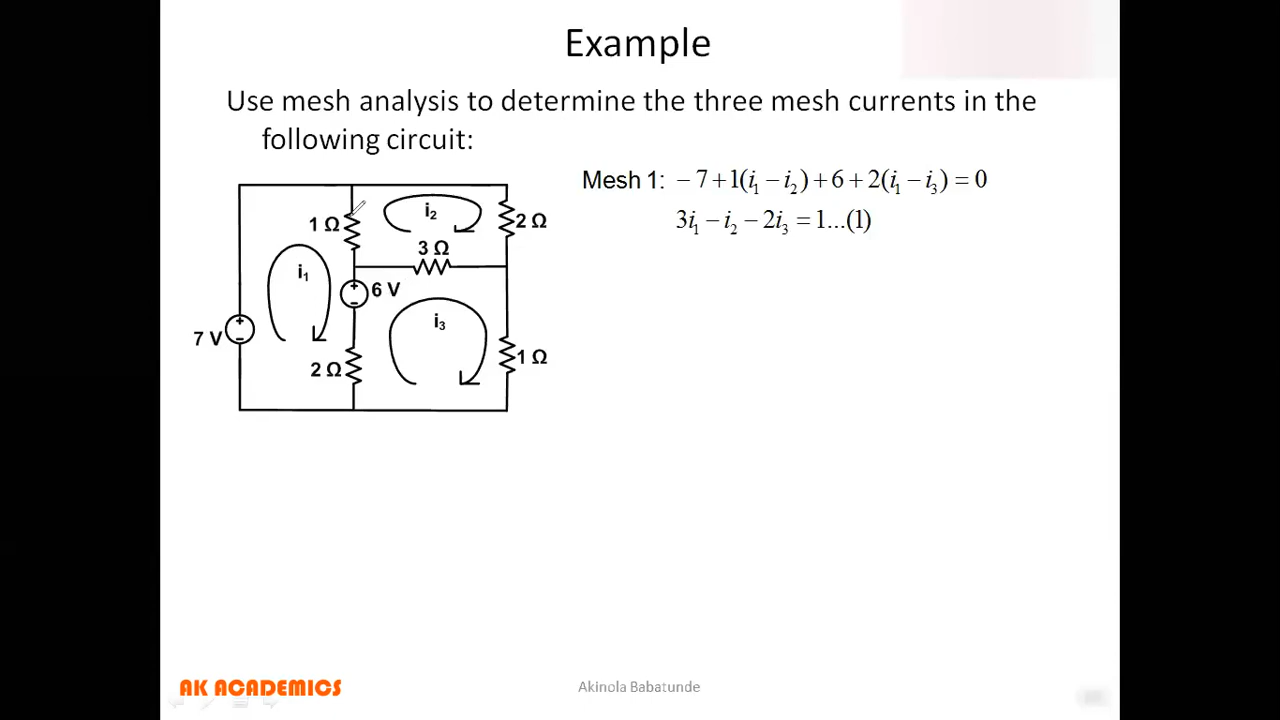 Example
Use mesh analysis to determine the three mesh currents in the
following circuit:
Mesh 1: − 7 + 1(i₁ − i₂) + 6 + 2(i₁ − i₃) = 0
3i₁ − i₂ − 2i₃ = 1...(1)
1 Ω
i₂
2 Ω
3 Ω
i₁
+
6 V
-
i₃
+
7 V
-
2 Ω
1 Ω
AK ACADEMICS
Akinola Babatunde